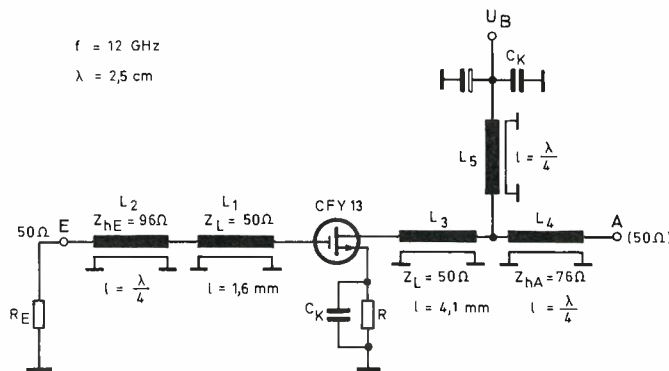 U_B
f = 12 GHz
λ = 2,5 cm
C_K
L_5
l = λ/4
CFY 13
L_2
Z_hE = 96Ω
L_1
Z_L = 50Ω
L_3
L_4
50Ω
E
A
(50Ω)
l = λ/4
l = 1,6 mm
Z_L = 50Ω
l = 4,1 mm
Z_hA = 76Ω
l = λ/4
R_E
C_K
R